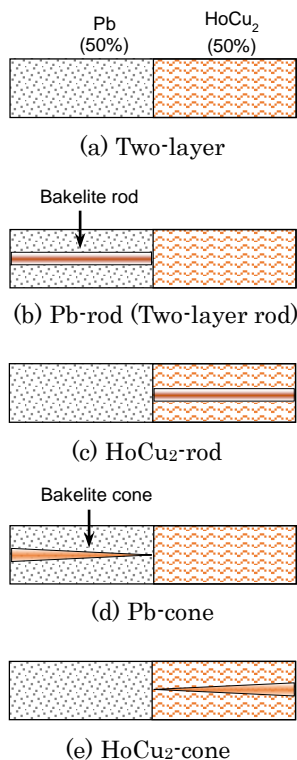 Pb HoCu₂
(50%) (50%)
(a) Two-layer
Bakelite rod
(b) Pb-rod (Two-layer rod)
(c) HoCu₂-rod
Bakelite cone
(d) Pb-cone
(e) HoCu₂-cone